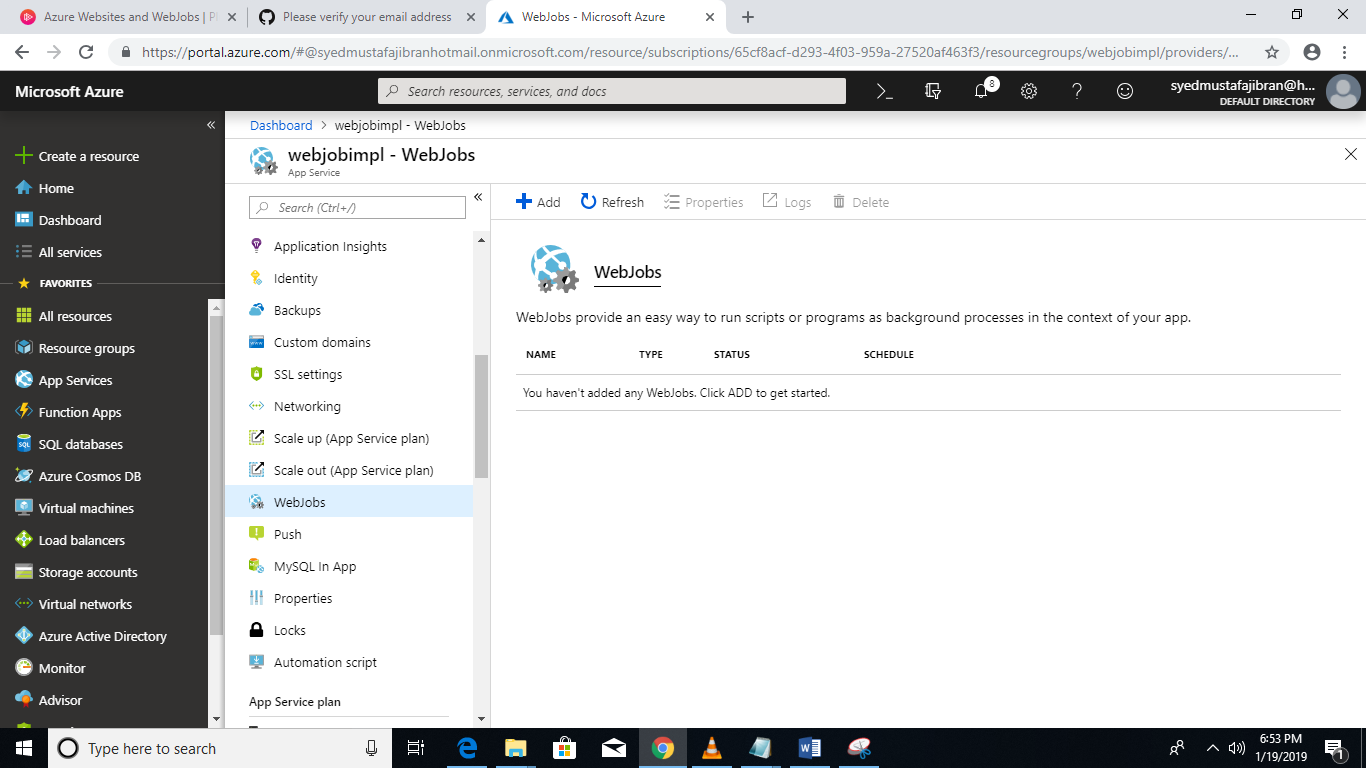 Azure Websites and WebJobs | Pl
Please verify your email address
WebJobs - Microsoft Azure
https://portal.azure.com/#@syedmustafajibranhotmail.onmicrosoft.com/resource/subscriptions/65cf8acf-d293-4f03-959a-27520af463f3/resourcegroups/webjobimpl/providers/...
Microsoft Azure
Search resources, services, and docs
8
syedmustafajibran@h...
DEFAULT DIRECTORY
Create a resource
Home
Dashboard
All services
FAVORITES
All resources
Resource groups
App Services
Function Apps
SQL databases
Azure Cosmos DB
Virtual machines
Load balancers
Storage accounts
Virtual networks
Azure Active Directory
Monitor
Advisor
Dashboard > webjobimpl - WebJobs
webjobimpl - WebJobs
App Service
Search (Ctrl+/)
Application Insights
Identity
Backups
Custom domains
SSL settings
Networking
Scale up (App Service plan)
Scale out (App Service plan)
WebJobs
Push
MySQL In App
Properties
Locks
Automation script
App Service plan
Add Refresh Properties Logs Delete
WebJobs
WebJobs provide an easy way to run scripts or programs as background processes in the context of your app.
NAME TYPE STATUS SCHEDULE
You haven't added any WebJobs. Click ADD to get started.
Type here to search
6:53 PM
1/19/2019
1